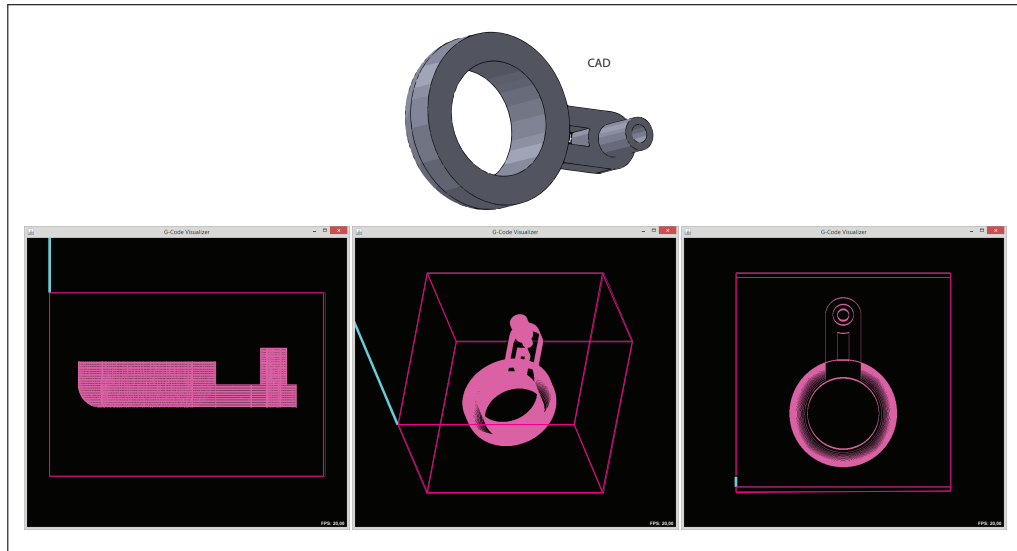 CAD
G-Code Visualizer
G-Code Visualizer
G-Code Visualizer
FPS: 20,00
FPS: 20,00
FPS: 20,00